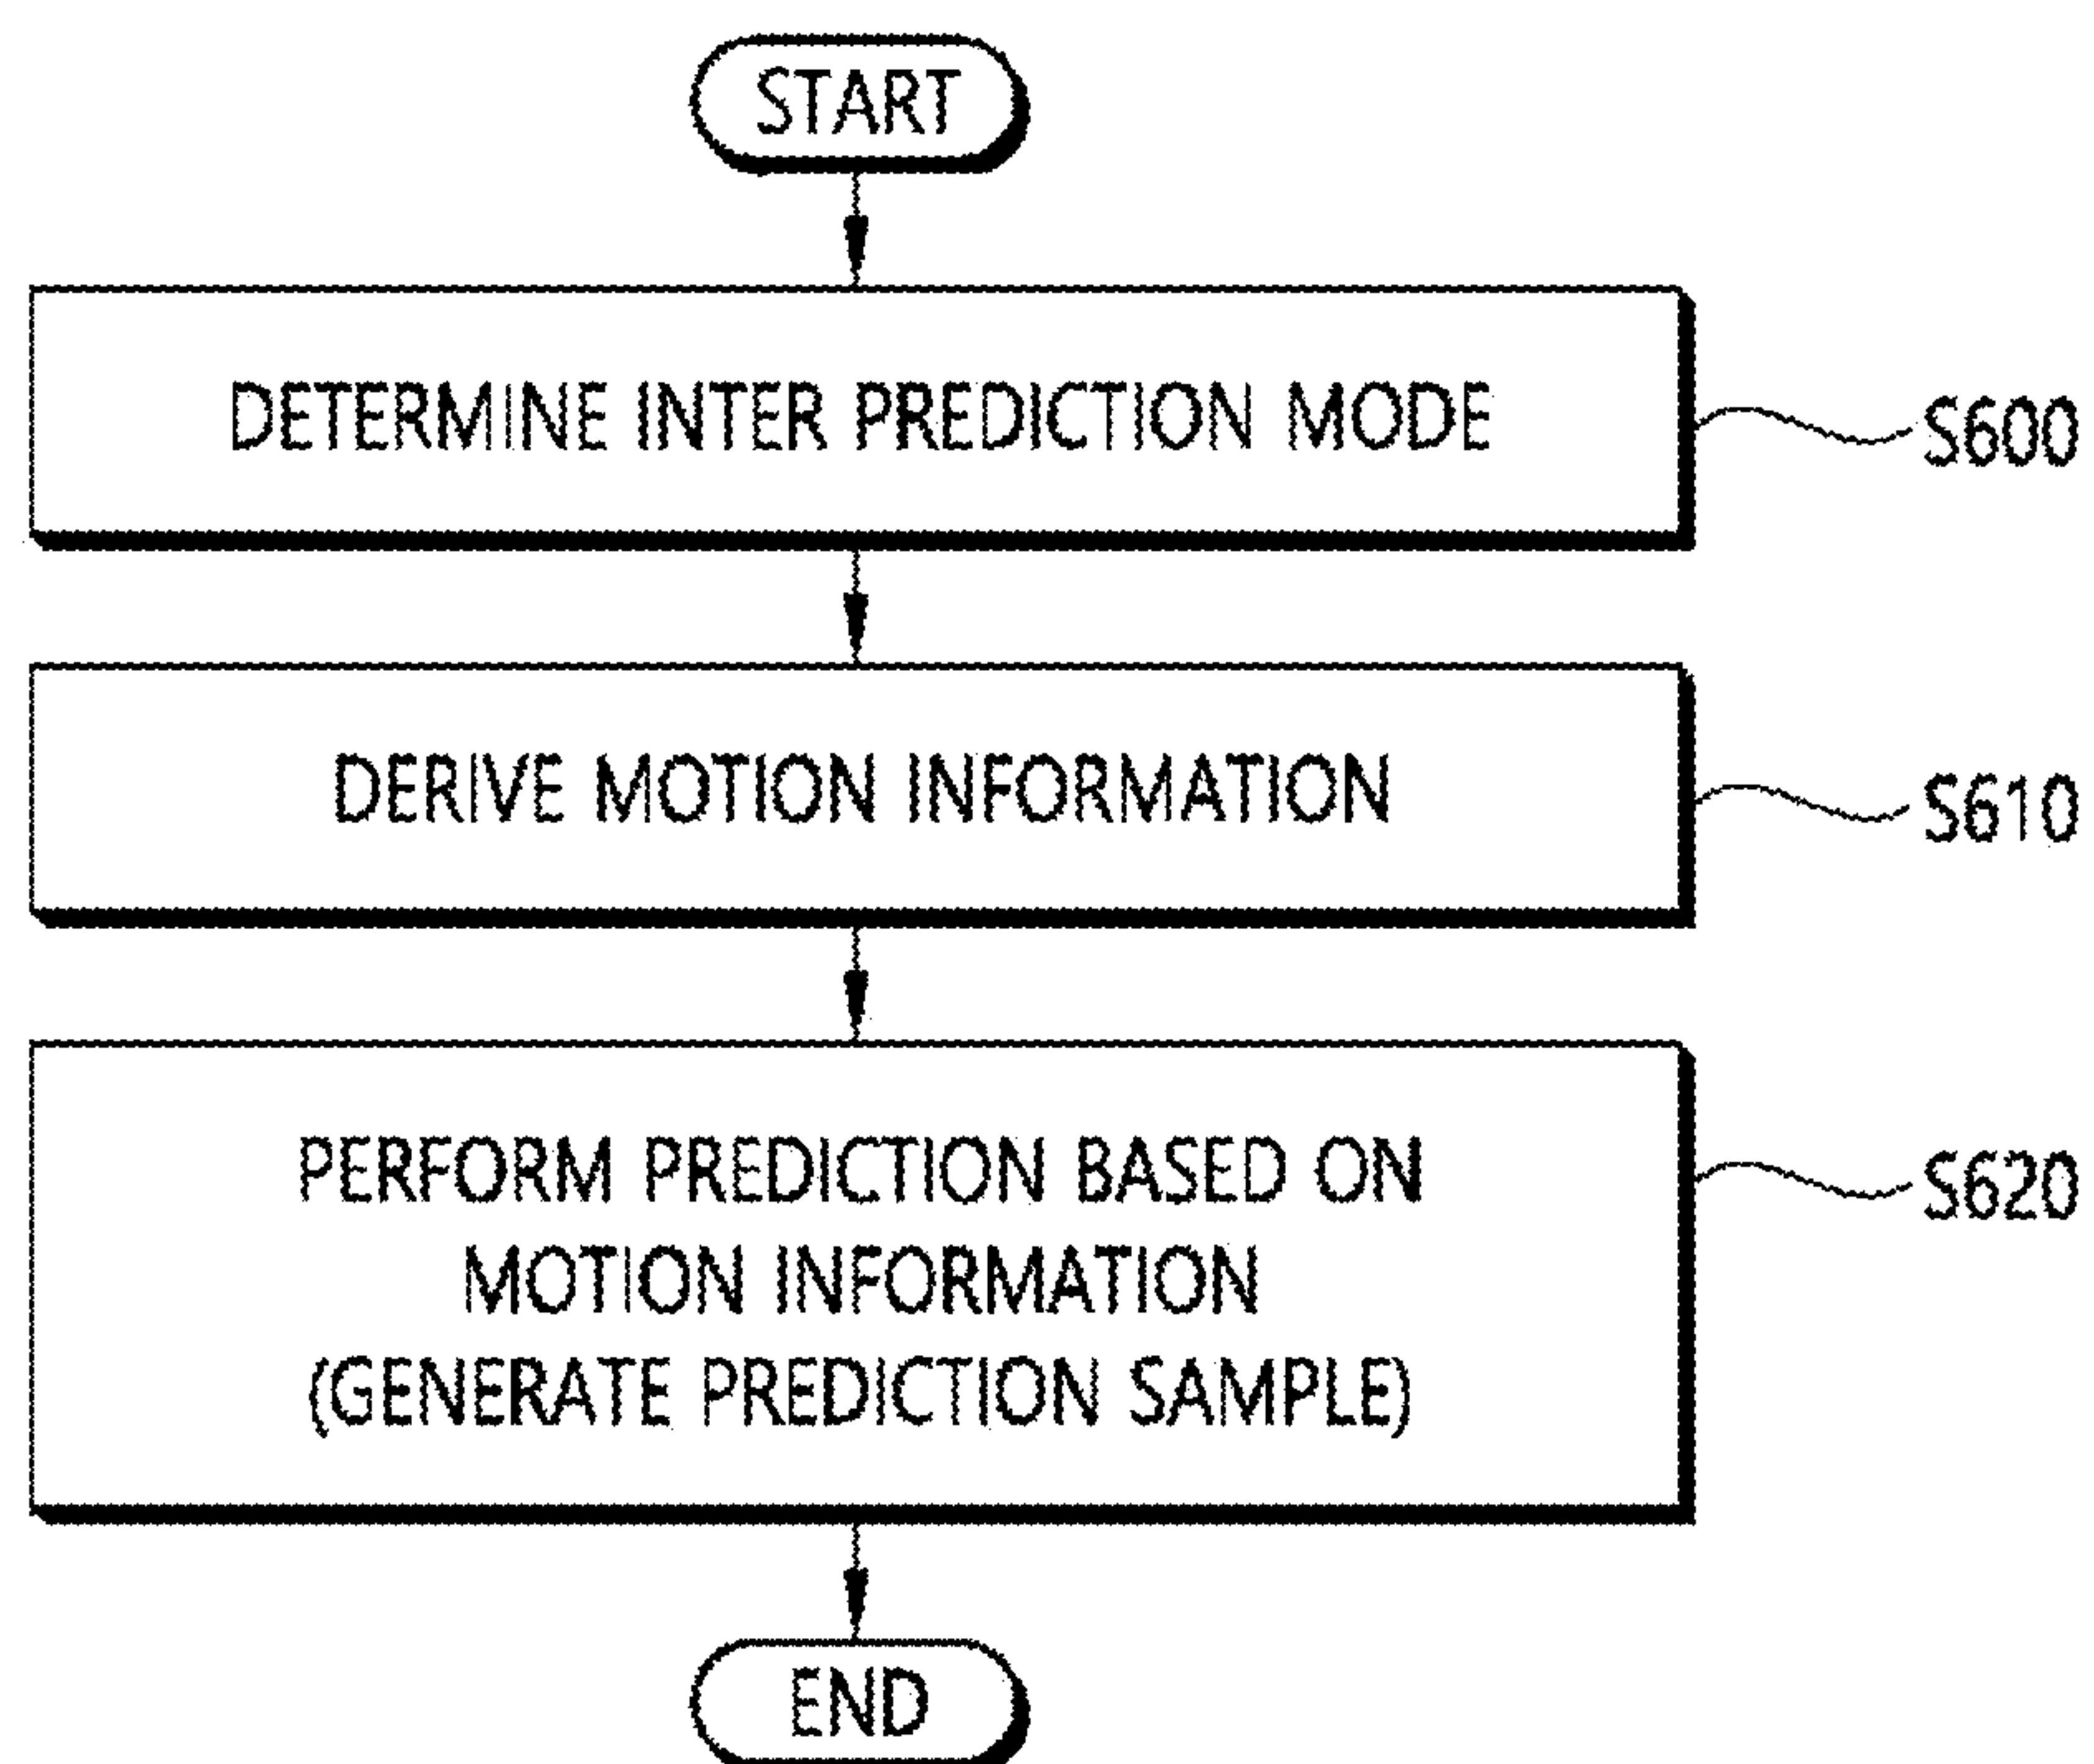 START
DETERMINE INTER PREDICTION MODE
S600
DERIVE MOTION INFORMATION
S610
PERFORM PREDICTION BASED ON
MOTION INFORMATION
(GENERATE PREDICTION SAMPLE)
S620
END